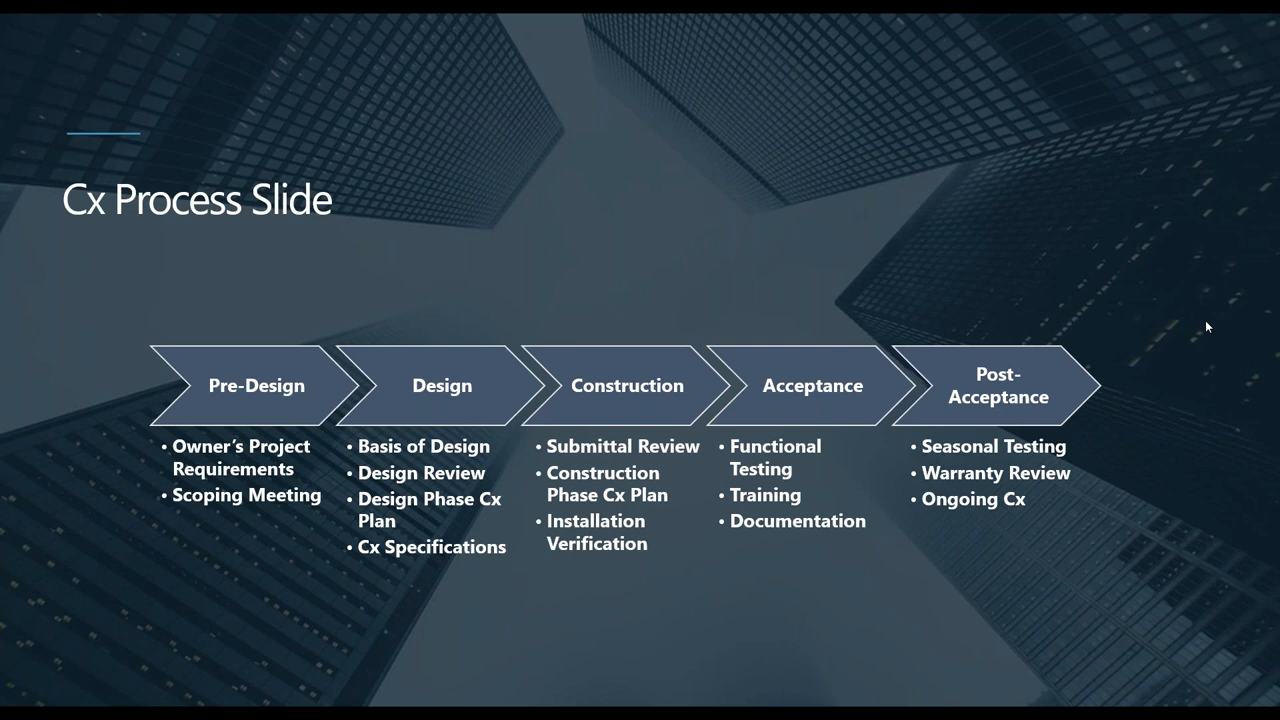 Cx Process Slide
Pre-Design
• Owner’s Project
Requirements
• Scoping Meeting
Design
• Basis of Design
• Design Review
• Design Phase Cx
Plan
• Cx Specifications
Construction
• Submittal Review
• Construction
Phase Cx Plan
• Installation
Verification
Acceptance
• Functional
Testing
• Training
• Documentation
Post-
Acceptance
• Seasonal Testing
• Warranty Review
• Ongoing Cx